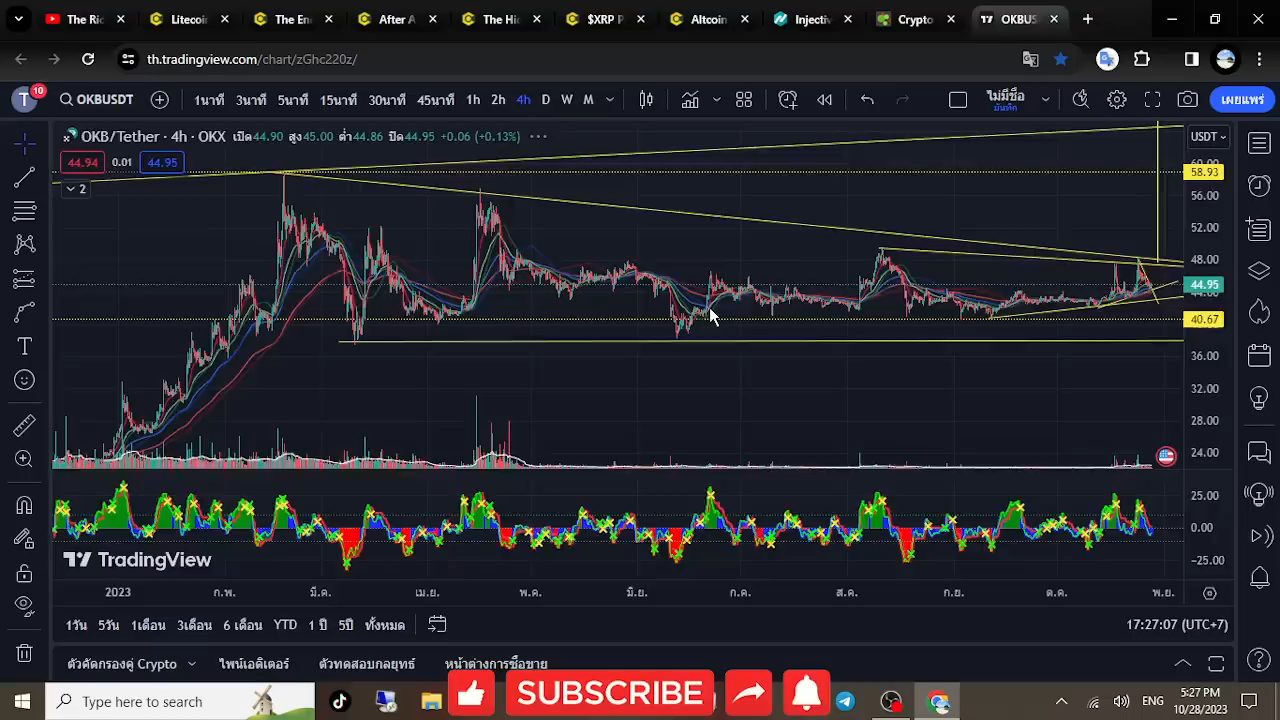 The Ric
Litecoi
The En
After A
The Hi
$XRP P
Altcoin
Injectiv
Crypto
OKBUS
th.tradingview.com/chart/zGhc220z/
T 10 OKBUSDT 1นาที 3นาที 5นาที 15นาที 30นาที 45นาที 1h 2h 4h D W M ไม่มีชื่อ บันทึก เผยแพร่
OKB/Tether · 4h · OKX เปิด44.90 สูง45.00 ต่ำ44.86 ปิด44.95 +0.06 (+0.13%)
USDT
44.94 0.01 44.95
2
60.00
58.93
56.00
52.00
48.00
44.95
44.00
40.67
36.00
32.00
28.00
24.00
25.00
0.00
−25.00
TradingView
2023 ก.พ. มี.ค. เม.ย. พ.ค. มิ.ย. ก.ค. ส.ค. ก.ย. ต.ค. พ.ย.
1วัน 5วัน 1เดือน 3เดือน 6 เดือน YTD 1 ปี 5ปี ทั้งหมด 17:27:07 (UTC+7)
ตัวคัดกรองคู่ Crypto ไพน์เอดิเตอร์ ตัวทดสอบกลยุทธ์ หน้าต่างการซื้อขาย
Type here to search
SUBSCRIBE
ENG
5:27 PM
10/28/2023